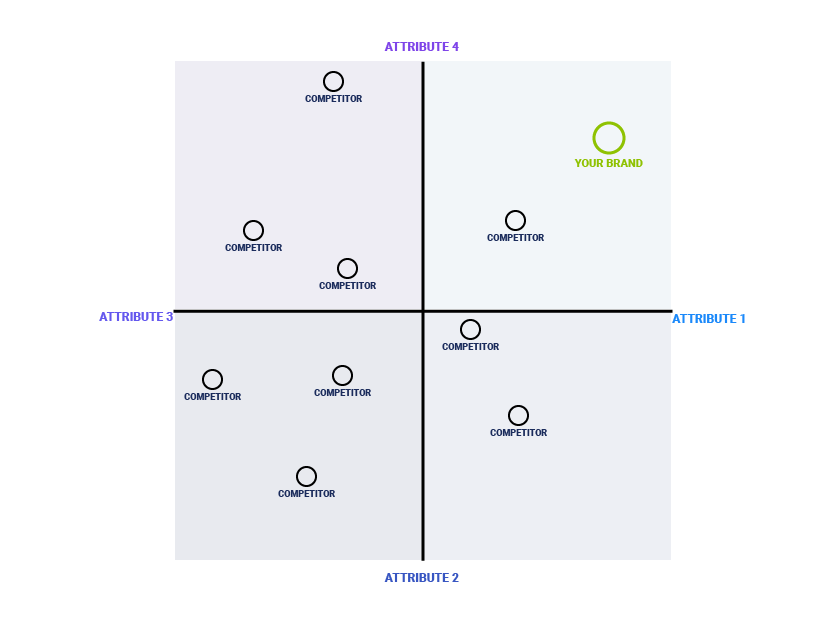 ATTRIBUTE 4
COMPETITOR
YOUR BRAND
COMPETITOR
COMPETITOR
COMPETITOR
ATTRIBUTE 3
ATTRIBUTE 1
COMPETITOR
COMPETITOR
COMPETITOR
COMPETITOR
COMPETITOR
ATTRIBUTE 2